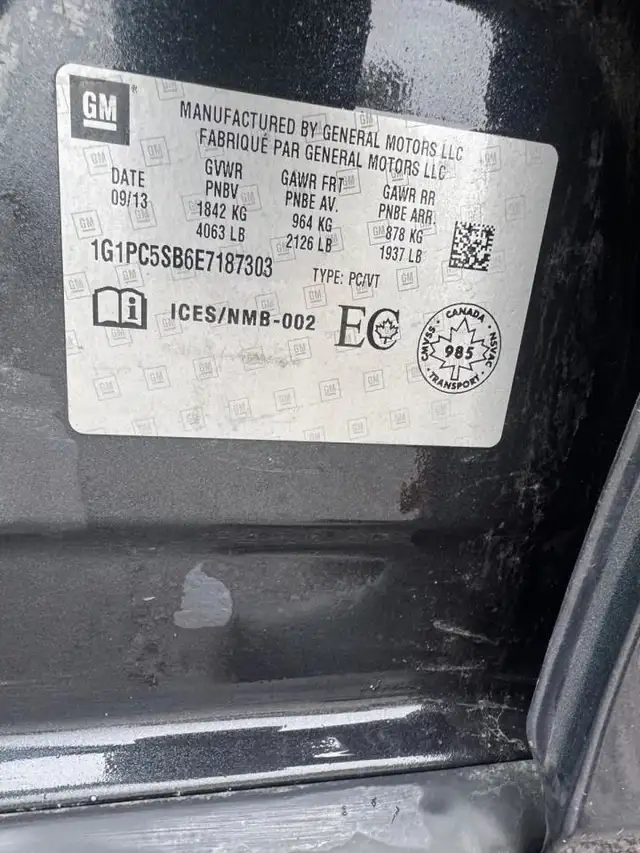 GM
MANUFACTURED BY GENERAL MOTORS LLC
FABRIQUÉ PAR GENERAL MOTORS LLC
DATE
09/13
GVWR
PNBV
1842 KG
4063 LB
GAWR FRT
PNBE AV.
964 KG
2126 LB
GAWR RR
PNBE ARR.
878 KG
1937 LB
1G1PC5SB6E7187303
TYPE: PC/VT
ICES/NMB-002
EC
CANADA
CMVSS
985
NSVAC
TRANSPORT